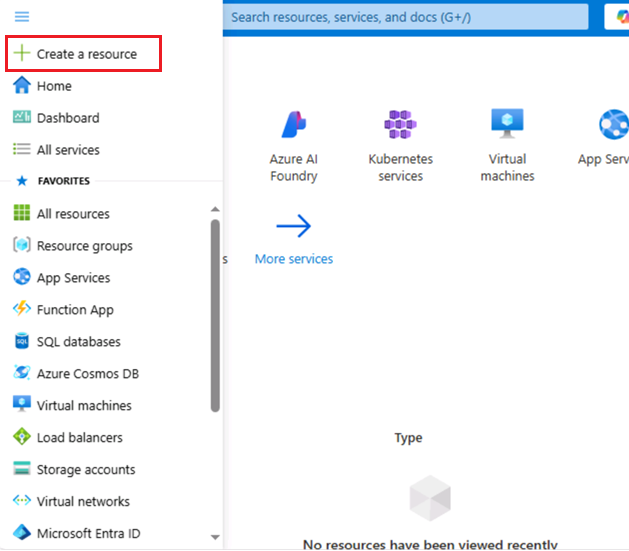 Search resources, services, and docs (G+/)
Create a resource
Home
Dashboard
All services
FAVORITES
All resources
Resource groups
App Services
Function App
SQL databases
Azure Cosmos DB
Virtual machines
Load balancers
Storage accounts
Virtual networks
Microsoft Entra ID
Azure AI
Foundry
Kubernetes
services
Virtual
machines
App Serv
s
More services
Type
No resources have been viewed recently